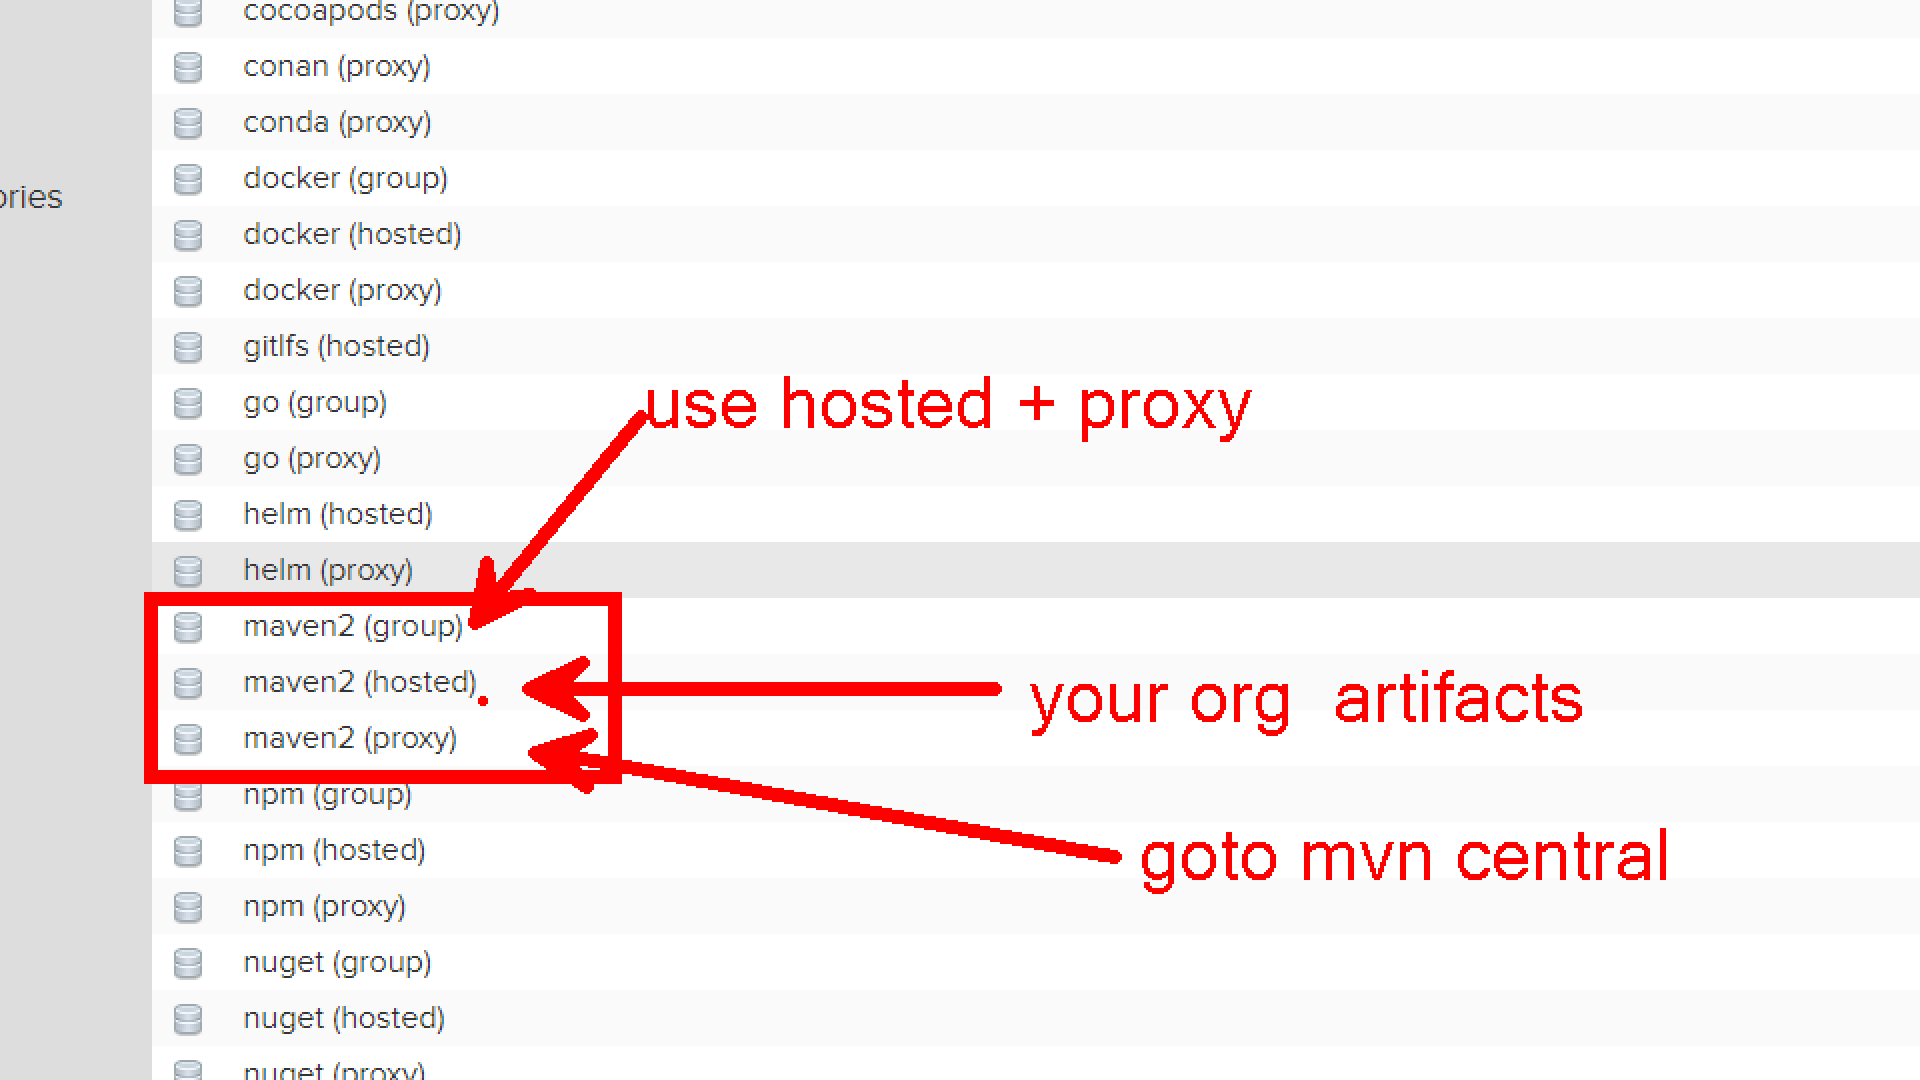 cocoapods (proxy)
conan (proxy)
conda (proxy)
docker (group)
ories
docker (hosted)
docker (proxy)
gitlfs (hosted)
go (group)
use hosted + proxy
go (proxy)
helm (hosted)
helm (proxy)
maven2 (group)
maven2 (hosted)
your org artifacts
maven2 (proxy)
npm (group)
npm (hosted)
goto mvn central
npm (proxy)
nuget (group)
nuget (hosted)
nuget (proxy)